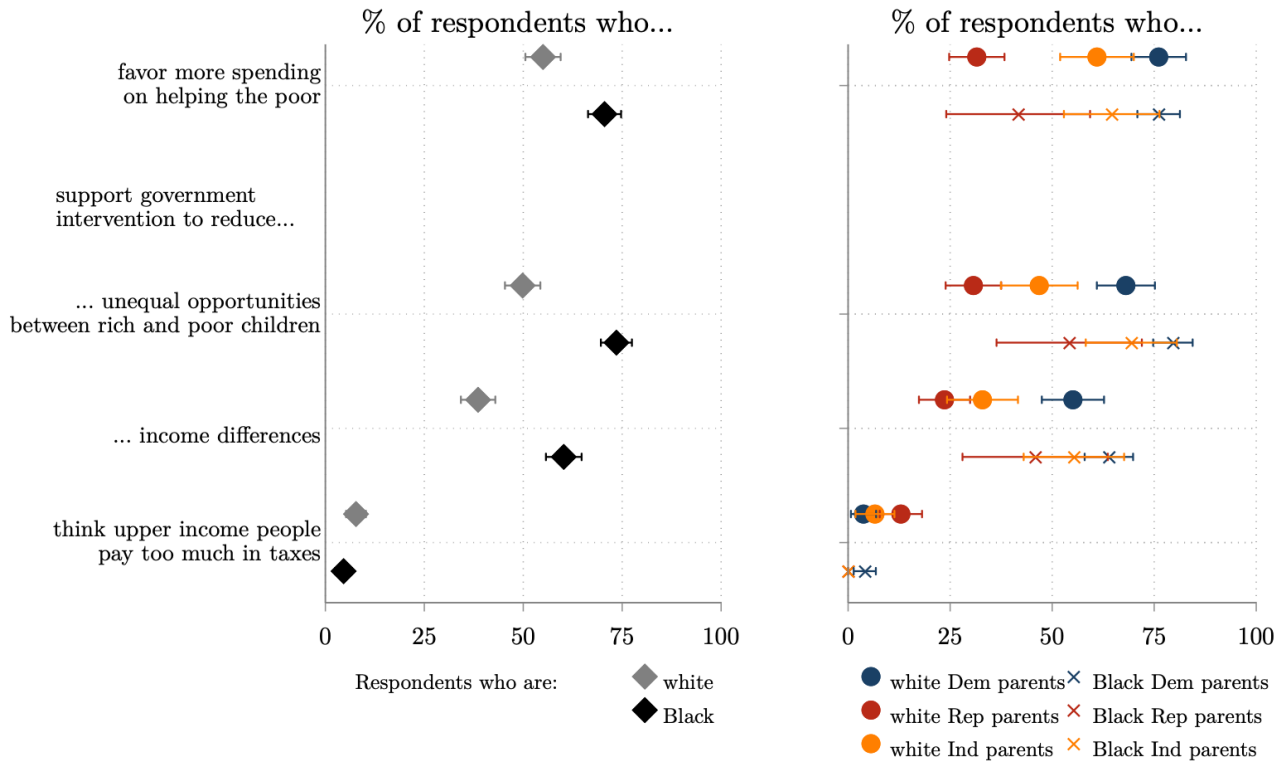 % of respondents who...
% of respondents who...
favor more spending
on helping the poor
support government
intervention to reduce...
... unequal opportunities
between rich and poor children
... income differences
think upper income people
pay too much in taxes
0 25 50 75 100
0 25 50 75 100
Respondents who are:
white
Black
white Dem parents
Black Dem parents
white Rep parents
Black Rep parents
white Ind parents
Black Ind parents